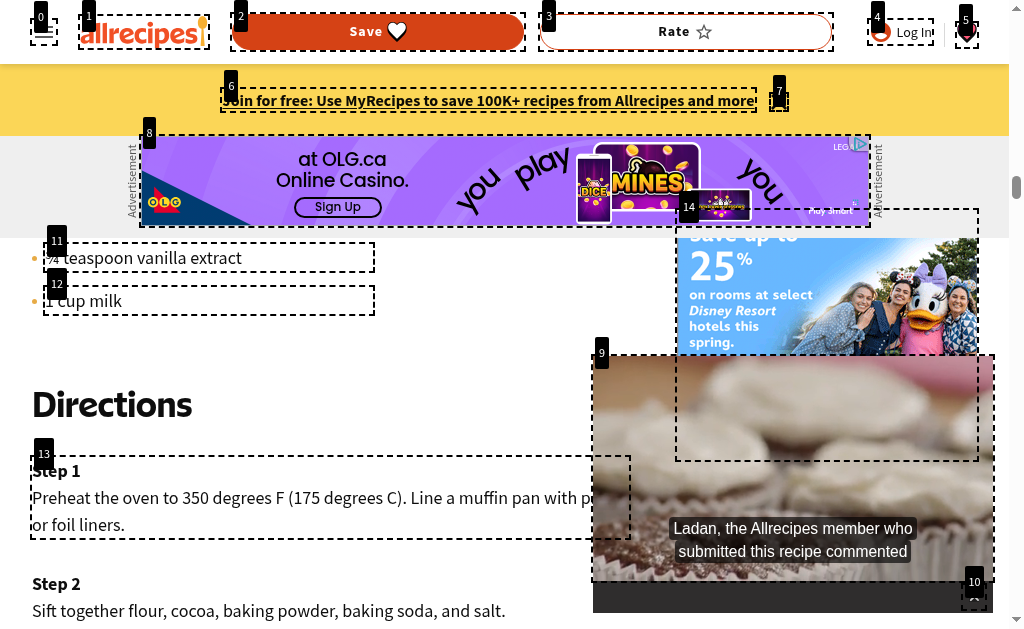 0
1
2
3
4
5
allrecipes
Save
Rate
Log In
6
7
Join for free: Use MyRecipes to save 100K+ recipes from Allrecipes and more
8
Advertisement
at OLG.ca
Online Casino.
Sign Up
OLG
you play you
DICE
MINES
LEGO
Play Smart
Advertisement
14
11
¾ teaspoon vanilla extract
12
1 cup milk
save up to
25%
on rooms at select
Disney Resort
hotels this
spring.
9
Directions
13
Step 1
Preheat the oven to 350 degrees F (175 degrees C). Line a muffin pan with p
or foil liners.
Ladan, the Allrecipes member who
submitted this recipe commented
10
Step 2
Sift together flour, cocoa, baking powder, baking soda, and salt.